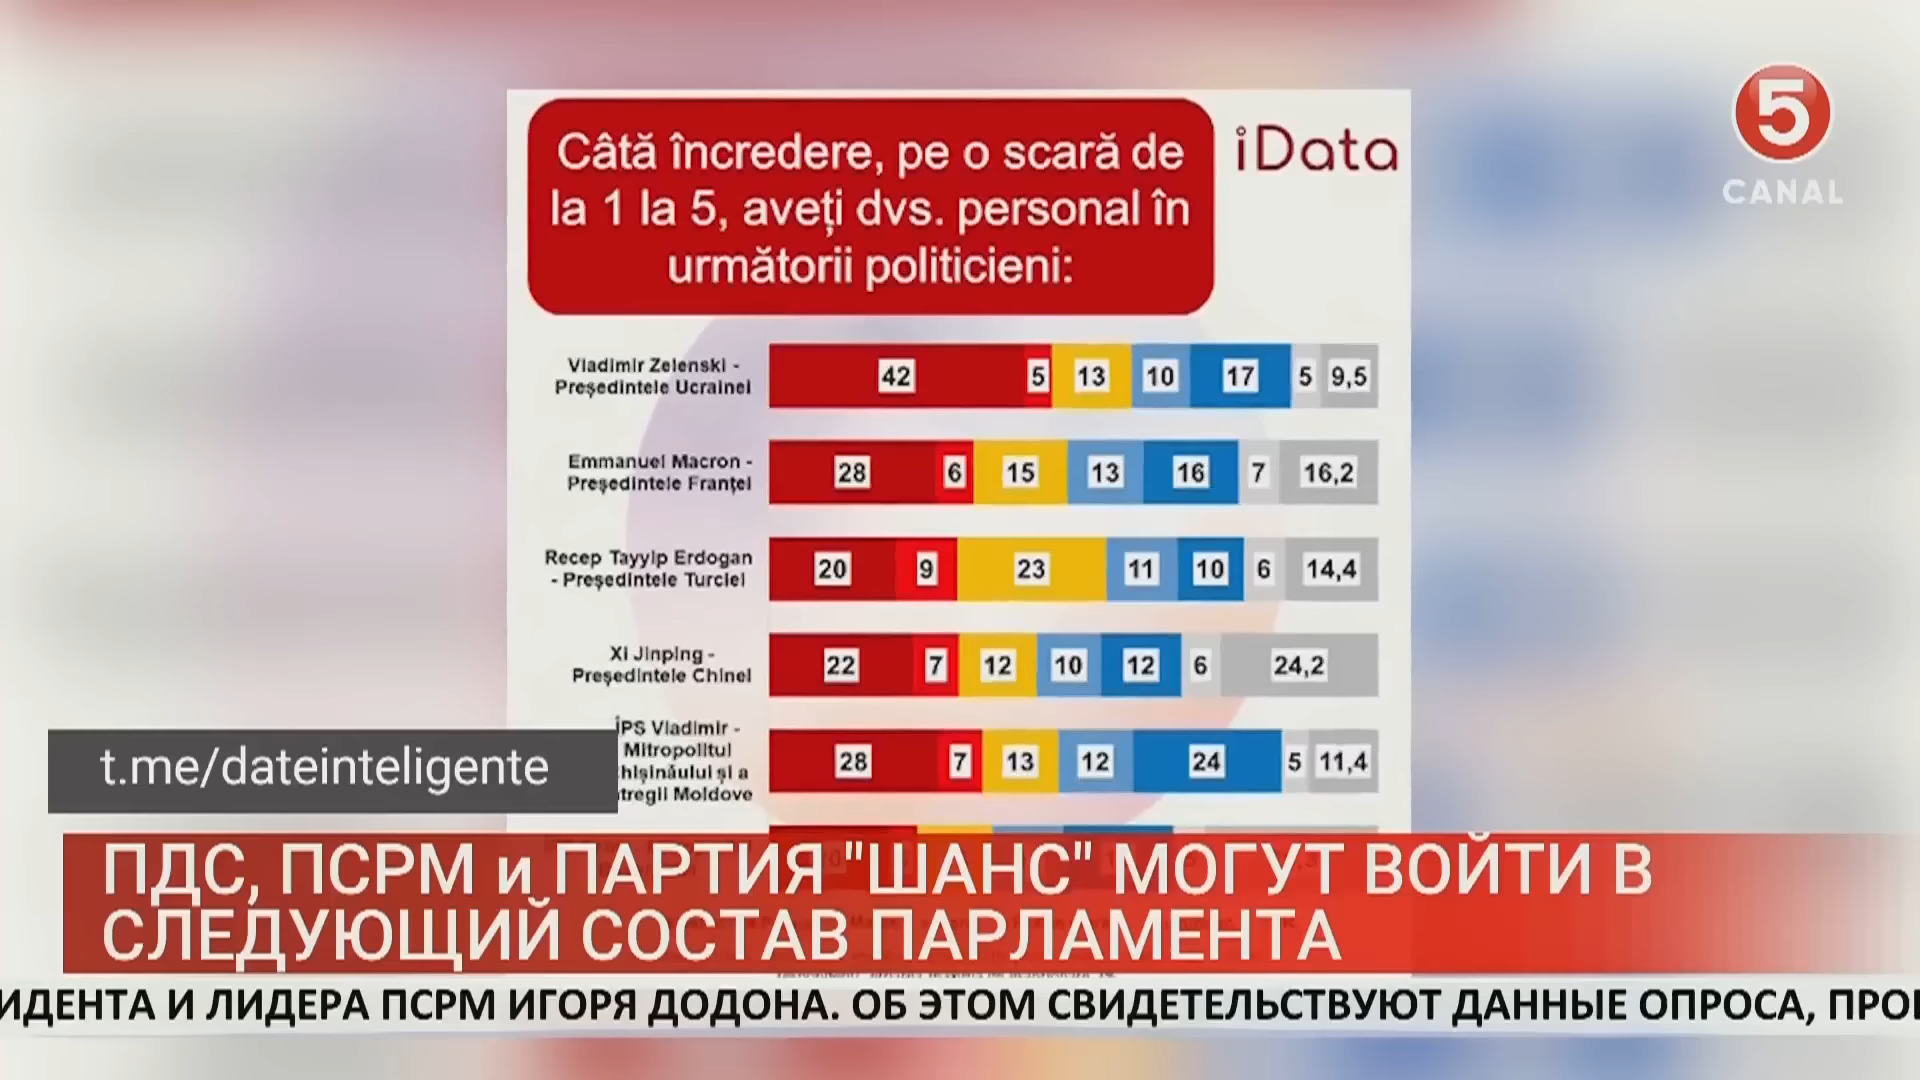 Câtă încredere, pe o scară de
la 1 la 5, aveți dvs. personal în
următorii politicieni:
iData
5
CANAL
Vladimir Zelenski -
Președintele Ucrainei
42 5 13 10 17 5 9,5
Emmanuel Macron -
Președintele Franței
28 6 15 13 16 7 16,2
Recep Tayyip Erdogan
- Președintele Turciei
20 9 23 11 10 6 14,4
Xi Jinping -
Președintele Chinei
22 7 12 10 12 6 24,2
ÎPS Vladimir -
Mitropolitul
hișinăului și a
tregii Moldove
28 7 13 12 24 5 11,4
t.me/dateinteligente
ПДС, ПСРМ и ПАРТИЯ "ШАНС" МОГУТ ВОЙТИ В
СЛЕДУЮЩИЙ СОСТАВ ПАРЛАМЕНТА
ИДЕНТА И ЛИДЕРА ПСРМ ИГОРЯ ДОДОНА. ОБ ЭТОМ СВИДЕТЕЛЬСТВУЮТ ДАННЫЕ ОПРОСА, ПРО